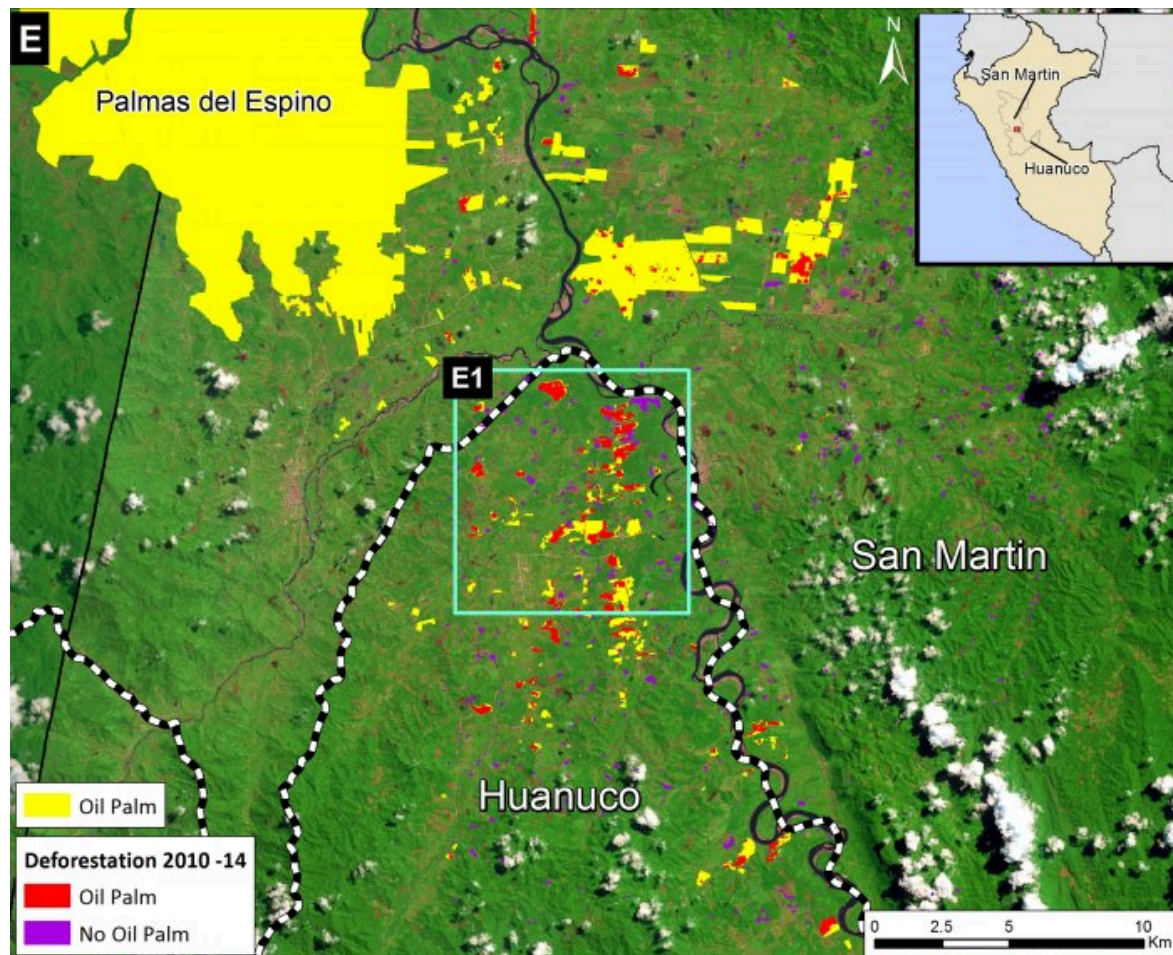 E
Palmas del Espino
N
San Martin
Huanuco
E1
San Martin
Huanuco
Oil Palm
Deforestation 2010 -14
Oil Palm
No Oil Palm
0 2.5 5 10
Km